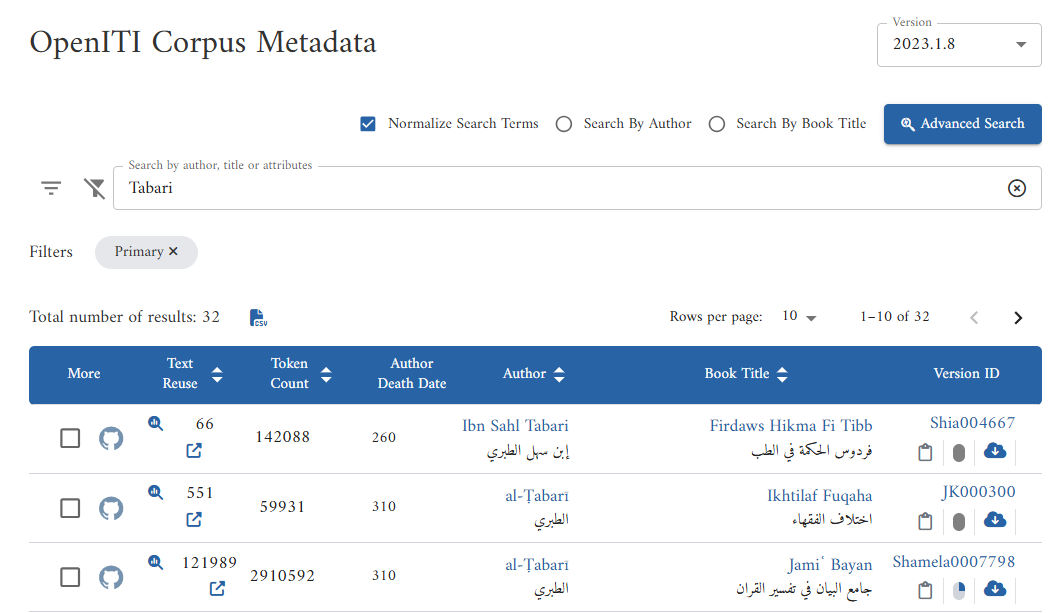 OpenITI Corpus Metadata
Version
2023.1.8
Normalize Search Terms
Search By Author
Search By Book Title
Advanced Search
Search by author, title or attributes
Tabari
Filters
Primary ×
Total number of results: 32
CSV
Rows per page: 10
1–10 of 32
More
Text Reuse
Token Count
Author Death Date
Author
Book Title
Version ID
66
142088
260
Ibn Sahl Tabari
إبن سهل الطبري
Firdaws Hikma Fi Tibb
فردوس الحكمة في الطب
Shia004667
551
59931
310
al-Ṭabarī
الطبري
Ikhtilaf Fuqaha
اختلاف الفقهاء
JK000300
121989
2910592
310
al-Ṭabarī
الطبري
Jamiʿ Bayan
جامع البيان في تفسير القران
Shamela0007798